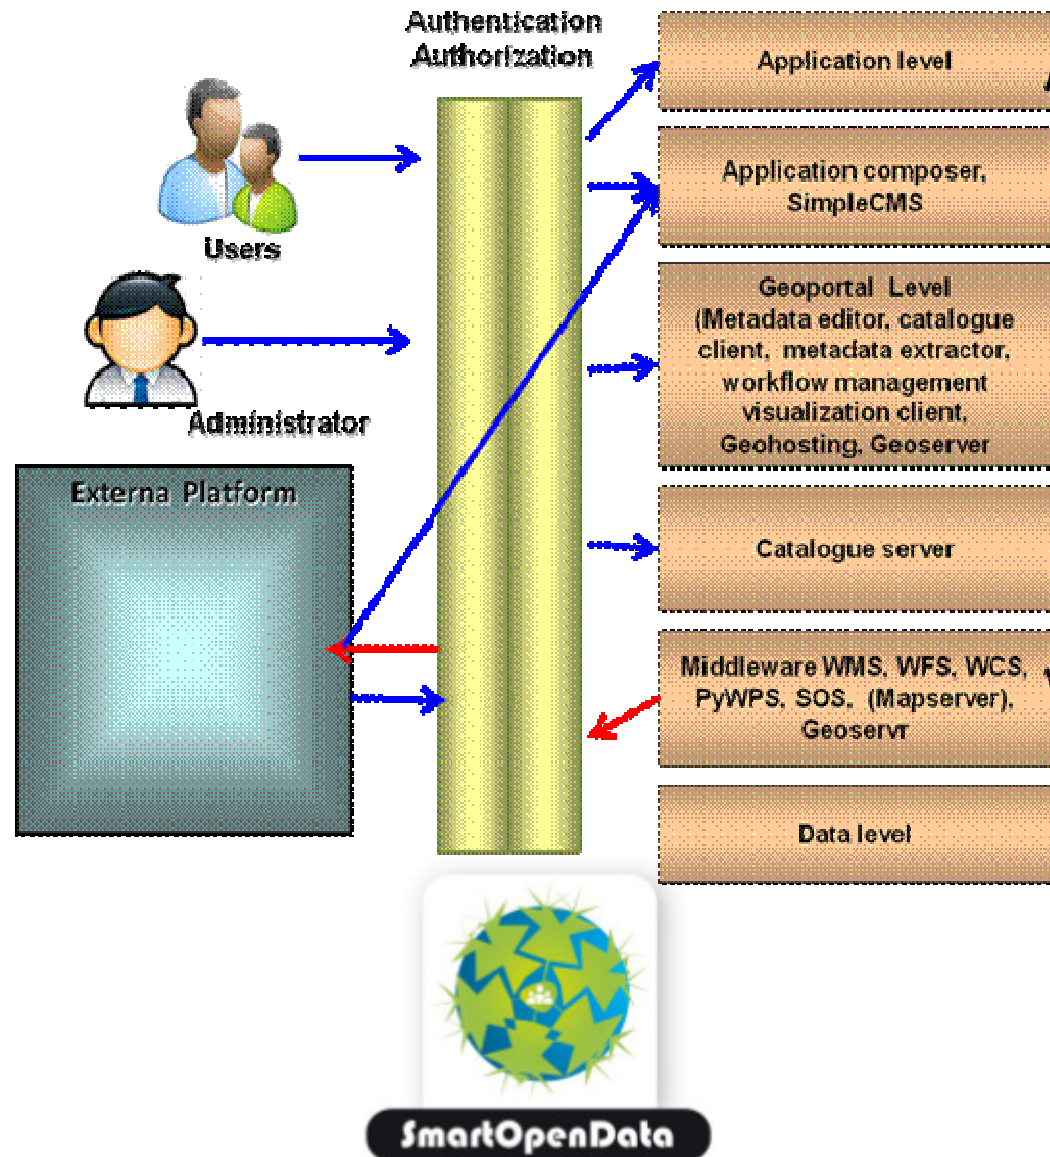 Authentication
Authorization
Users
Administrator
Externa Platform
Application level
Application composer,
SimpleCMS
Geoportal Level
(Metadata editor, catalogue
client, metadata extractor,
workflow management
visualization client,
Geohosting, Geoserver
Catalogue server
Middleware WMS, WFS, WCS,
PyWPS, SOS, (Mapserver),
Geoservr
Data level
SmartOpenData